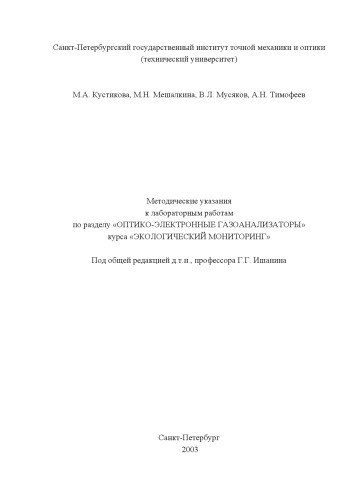 Санкт-Петербургский государственный институт точной механики и оптики
(технический университет)
М.А. Кустикова, М.Н. Мешалкина, В.Л. Мусяков, А.Н. Тимофеев
Методические указания
к лабораторным работам
по разделу «ОПТИКО-ЭЛЕКТРОННЫЕ ГАЗОАНАЛИЗАТОРЫ»
курса «ЭКОЛОГИЧЕСКИЙ МОНИТОРИНГ»
Под общей редакцией д.т.н., профессора Г.Г. Ишанина
Санкт-Петербург
2003